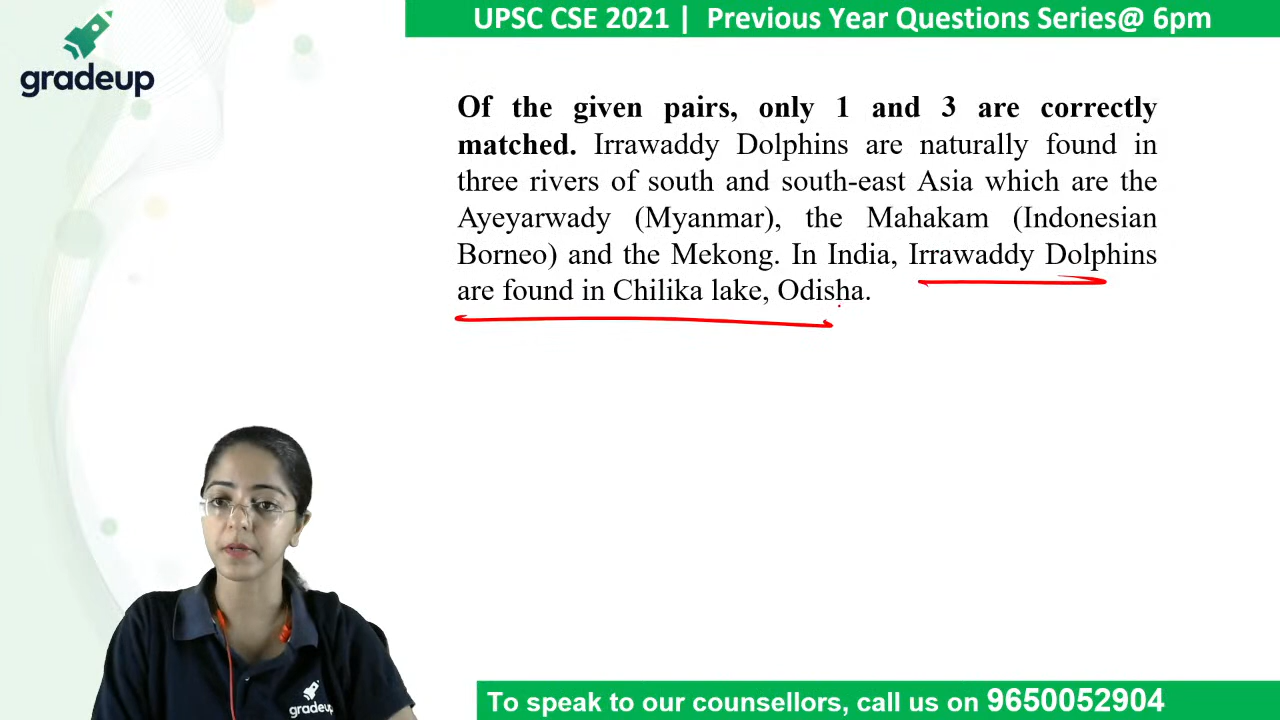 UPSC CSE 2021 | Previous Year Questions Series@ 6pm
gradeup
Of the given pairs, only 1 and 3 are correctly
matched. Irrawaddy Dolphins are naturally found in
three rivers of south and south-east Asia which are the
Ayeyarwady (Myanmar), the Mahakam (Indonesian
Borneo) and the Mekong. In India, Irrawaddy Dolphins
are found in Chilika lake, Odisha.
gradeup
To speak to our counsellors, call us on 9650052904